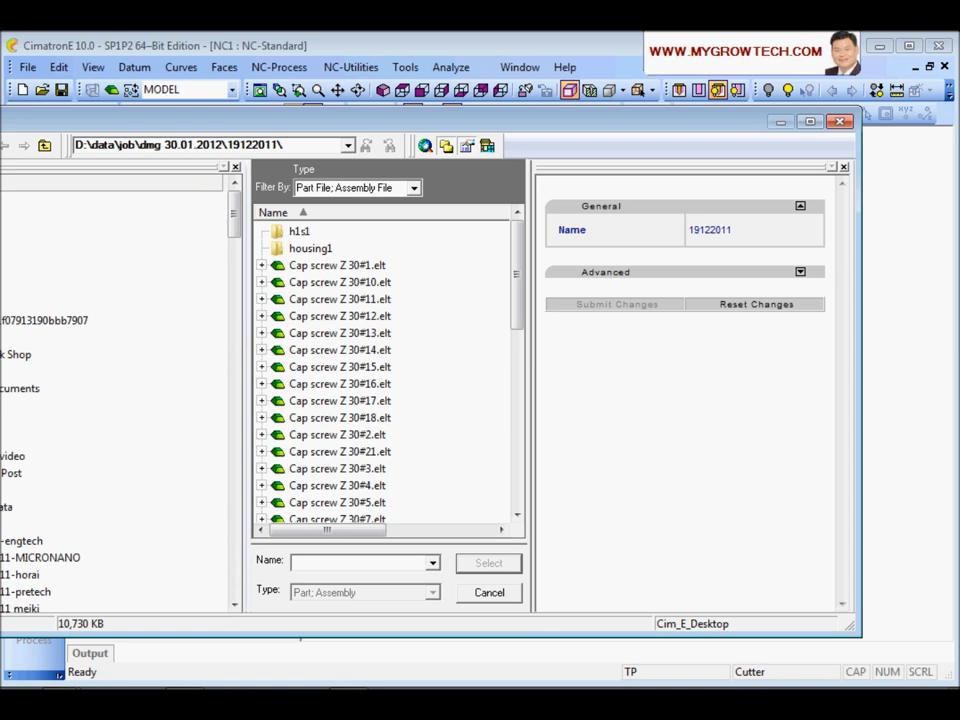 CimatronE 10.0 - SP1P2 64-Bit Edition - [NC1 : NC-Standard]
WWW.MYGROWTECH.COM
File Edit View Datum Curves Faces NC-Process NC-Utilities Tools Analyze Window Help
MODEL
D:\data\job\dmg 30.01.2012\19122011\
Type
Filter By: Part File; Assembly File
Name
h1s1
housing1
Cap screw Z 30#1.elt
Cap screw Z 30#10.elt
Cap screw Z 30#11.elt
Cap screw Z 30#12.elt
Cap screw Z 30#13.elt
Cap screw Z 30#14.elt
Cap screw Z 30#15.elt
Cap screw Z 30#16.elt
Cap screw Z 30#17.elt
Cap screw Z 30#18.elt
Cap screw Z 30#2.elt
Cap screw Z 30#21.elt
Cap screw Z 30#3.elt
Cap screw Z 30#4.elt
Cap screw Z 30#5.elt
Cap screw Z 30#7.elt
Name:
Select
Type: Part; Assembly
Cancel
General
Name 19122011
Advanced
Submit Changes Reset Changes
f07913190bbb7907
k Shop
cuments
video
Post
ata
-engtech
11-MICRONANO
11-horai
11-pretech
11 meiki
10,730 KB
Cim_E_Desktop
Process
Output
Ready
TP
Cutter
CAP NUM SCRL